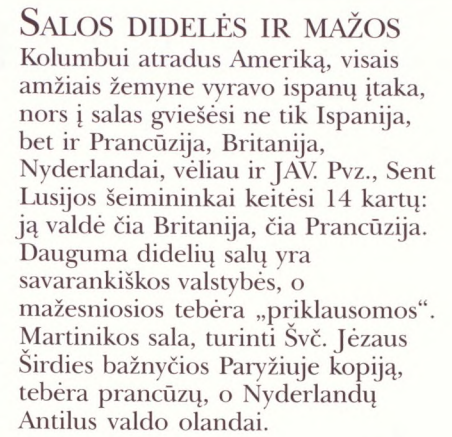 SALOS DIDELĖS IR MAŽOS
Kolumbui atradus Ameriką, visais
amžiais žemyne vyravo ispanų įtaka,
nors į salas gviešėsi ne tik Ispanija,
bet ir Prancūzija, Britanija,
Nyderlandai, vėliau ir JAV. Pvz., Sent
Lusijos šeimininkai keitėsi 14 kartų:
ją valdė čia Britanija, čia Prancūzija.
Dauguma didelių salų yra
savarankiškos valstybės, o
mažesniosios tebėra „priklausomos“.
Martinikos sala, turinti Švč. Jėzaus
Širdies bažnyčios Paryžiuje kopiją,
tebėra prancūzų, o Nyderlandų
Antilus valdo olandai.